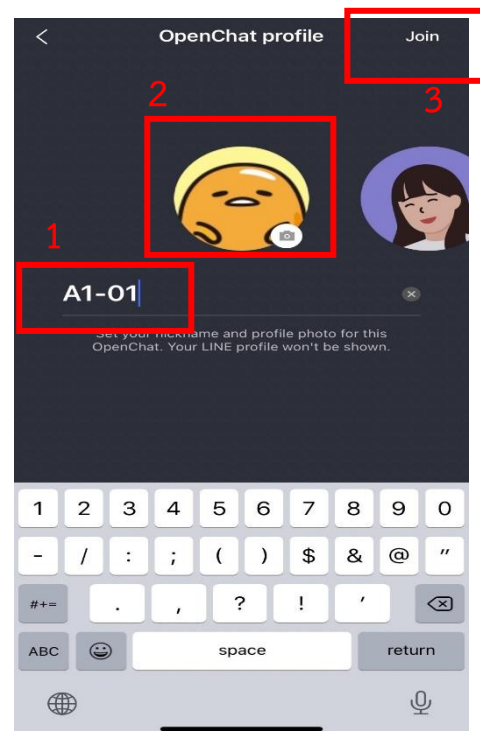 OpenChat profile
Join
2
3
1
A1-01
Set your nickname and profile photo for this
OpenChat. Your LINE profile won't be shown.
1 2 3 4 5 6 7 8 9 0
- / : ; ( ) $ & @ "
#+= . , ? ! '
ABC space return